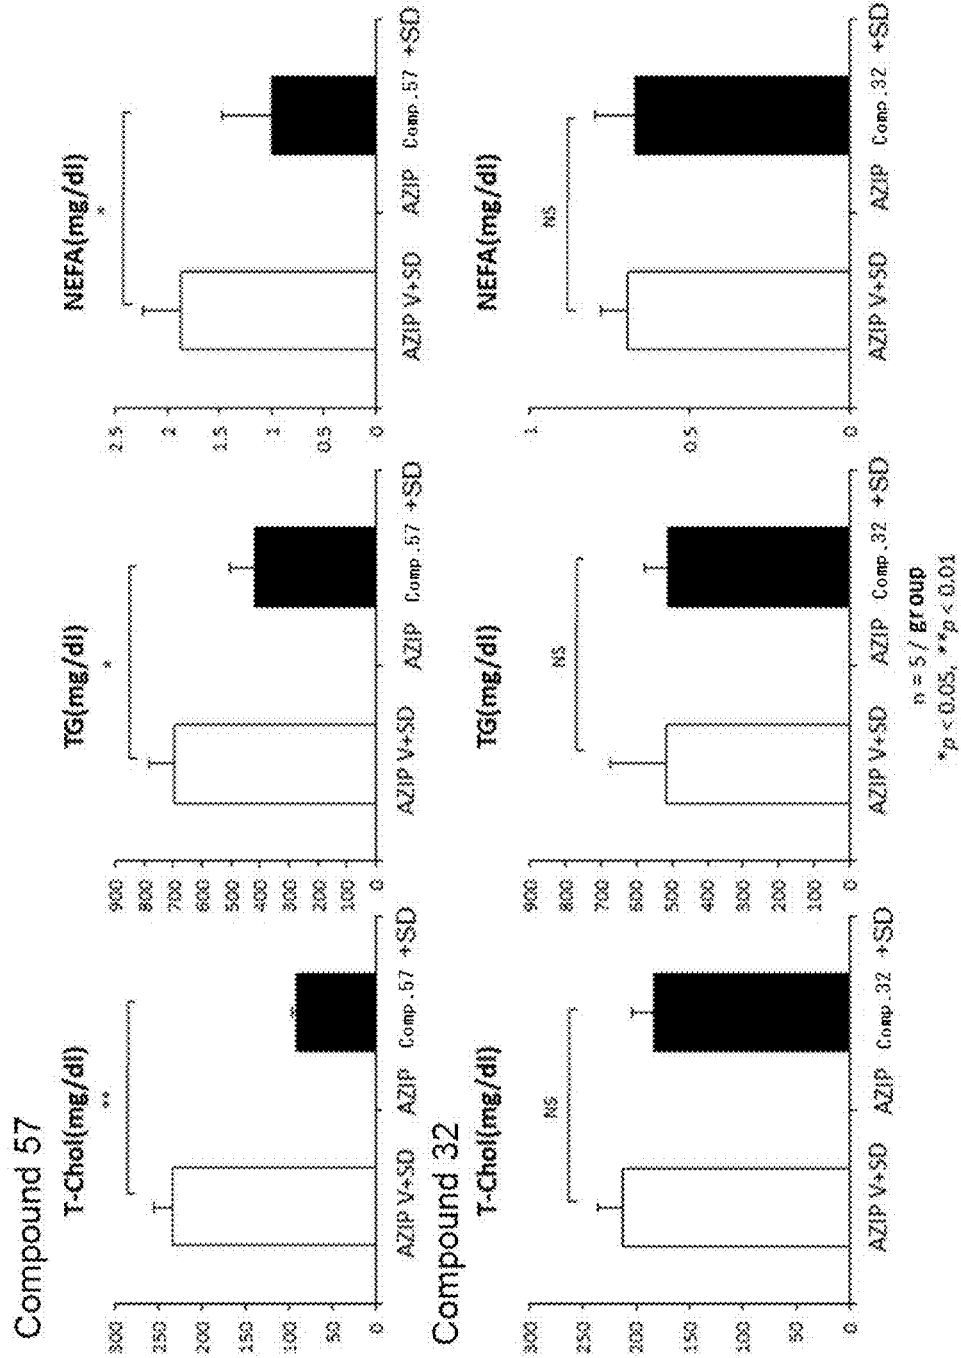 Compound 57
T-Chol(mg/dl)
**
300
250
200
150
100
50
0
AZIP V+SD
AZIP Comp.57 +SD
TG(mg/dl)
*
900
800
700
600
500
400
300
200
100
0
AZIP V+SD
AZIP Comp.57 +SD
NEFA(mg/dl)
*
2.5
2
1.5
1
0.5
0
AZIP V+SD
AZIP Comp.57 +SD
Compound 32
T-Chol(mg/dl)
NS
300
250
200
150
100
50
0
AZIP V+SD
AZIP Comp.32 +SD
TG(mg/dl)
NS
900
800
700
600
500
400
300
200
100
0
AZIP V+SD
AZIP Comp.32 +SD
NEFA(mg/dl)
NS
1
0.5
0
AZIP V+SD
AZIP Comp.32 +SD
n = 5 / group
*p < 0.05, **p < 0.01